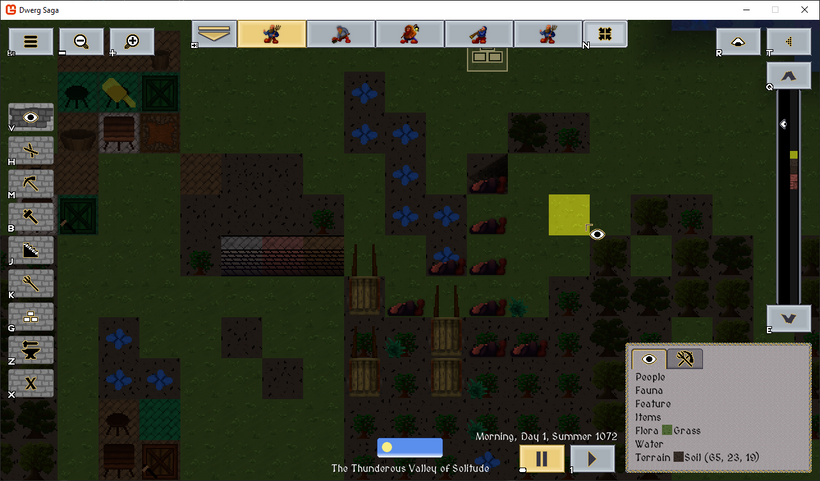 Dwerg Saga
N
R
T
Q
V
H
M
B
J
K
G
Z
X
E
People
Fauna
Feature
Items
Flora Grass
Water
Terrain Soil (65, 23, 19)
Morning, Day 1, Summer 1072
The Thunderous Valley of Solitude
1